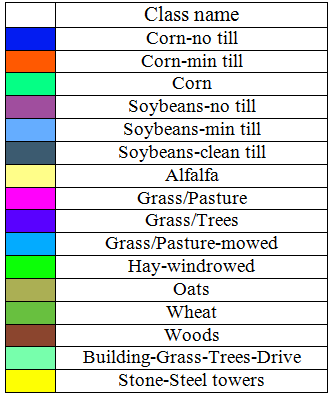 Class name
Corn-no till
Corn-min till
Corn
Soybeans-no till
Soybeans-min till
Soybeans-clean till
Alfalfa
Grass/Pasture
Grass/Trees
Grass/Pasture-mowed
Hay-windrowed
Oats
Wheat
Woods
Building-Grass-Trees-Drive
Stone-Steel towers